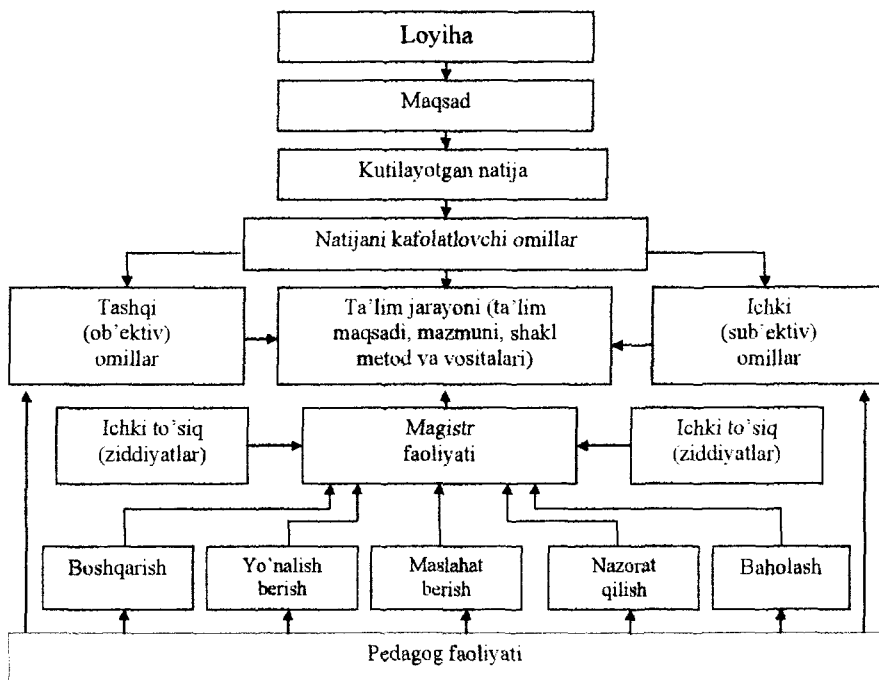 Loyiha
Maqsad
Kutilayotgan natija
Natijani kafolatlovchi omillar
Tashqi
(ob’ektiv)
omillar
Ta’lim jarayoni (ta’lim
maqsadi, mazmuni, shakl
metod va vositalari)
Ichki
(sub’ektiv)
omillar
Ichki to’siq
(ziddiyatlar)
Magistr
faoliyati
Ichki to’siq
(ziddiyatlar)
Boshqarish
Yo’nalish
berish
Maslahat
berish
Nazorat
qilish
Baholash
Pedagog faoliyati